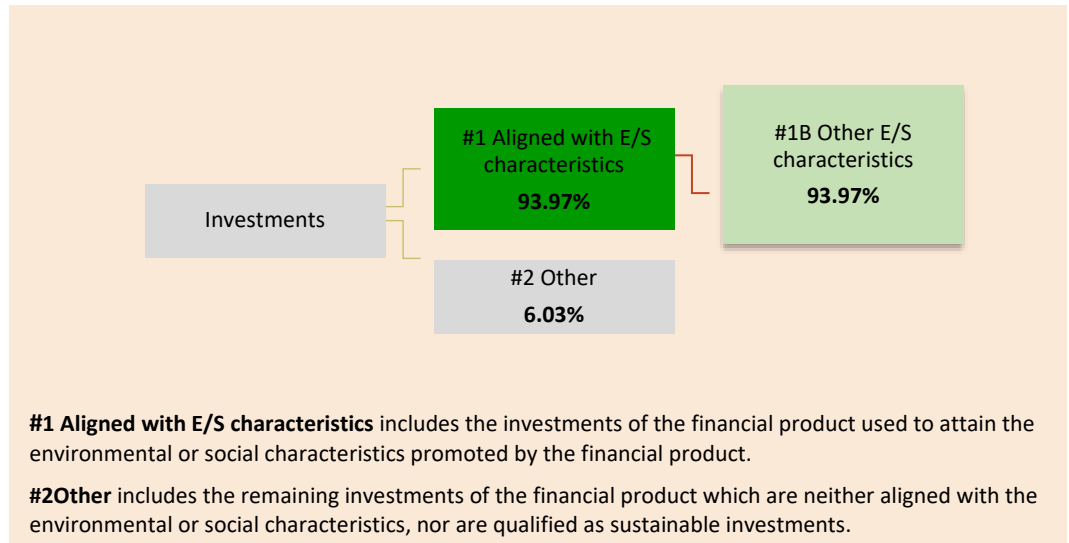 #1 Aligned with E/S
characteristics
93.97%
#1B Other E/S
characteristics
93.97%
Investments
#2 Other
6.03%
#1 Aligned with E/S characteristics includes the investments of the financial product used to attain the
environmental or social characteristics promoted by the financial product.
#2Other includes the remaining investments of the financial product which are neither aligned with the
environmental or social characteristics, nor are qualified as sustainable investments.